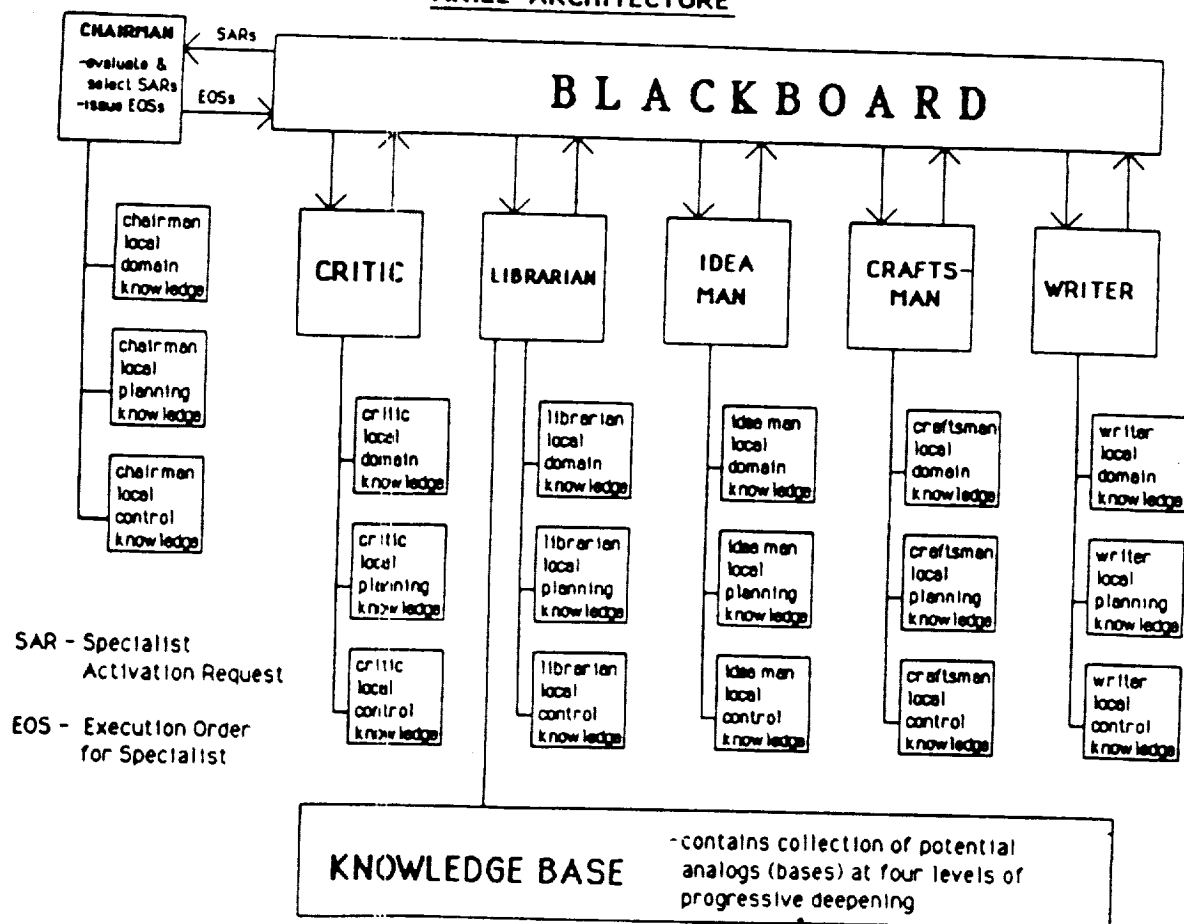 ARCHITECTURE
CHAIRMAN
-evaluate &
select SARs
-issue EOSs
SARs
EOSs
BLACKBOARD
CRITIC
LIBRARIAN
IDEA
MAN
CRAFTS-
MAN
WRITER
chairman
local
domain
knowledge
chairman
local
planning
knowledge
chairman
local
control
knowledge
critic
local
domain
knowledge
critic
local
planning
knowledge
critic
local
control
knowledge
librarian
local
domain
knowledge
librarian
local
planning
knowledge
librarian
local
control
knowledge
idea man
local
domain
knowledge
idea man
local
planning
knowledge
idea man
local
control
knowledge
craftsman
local
domain
knowledge
craftsman
local
planning
knowledge
craftsman
local
control
knowledge
writer
local
domain
knowledge
writer
local
planning
knowledge
writer
local
control
knowledge
SAR - Specialist
Activation Request
EOS - Execution Order
for Specialist
KNOWLEDGE BASE
-contains collection of potential
analogs (bases) at four levels of
progressive deepening